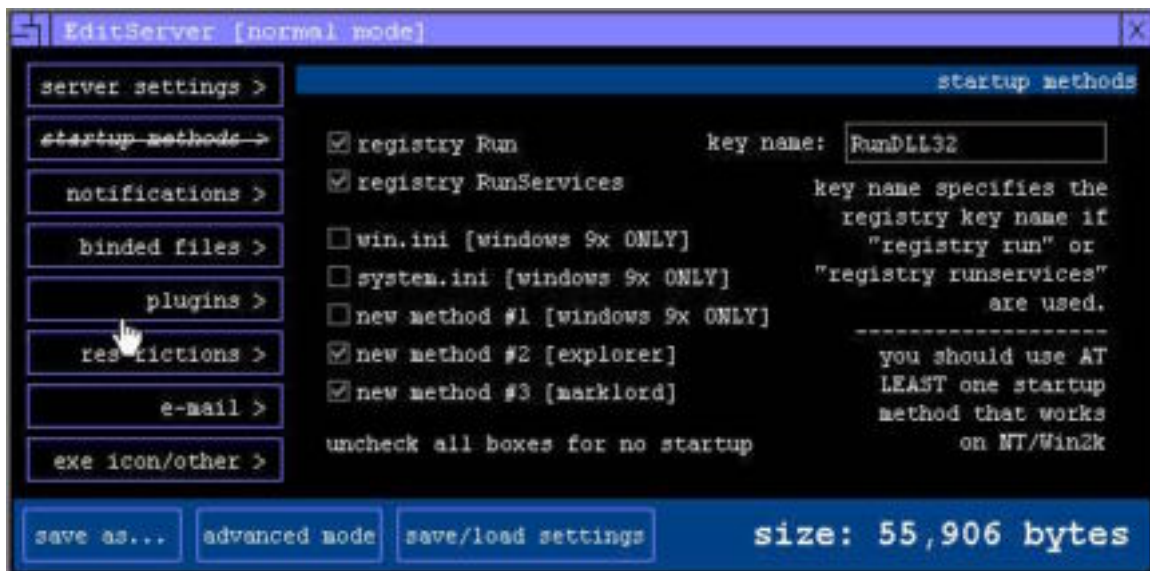 EditServer [normal mode]
server settings >
startup methods >
notifications >
binded files >
plugins >
res rictions >
e-mail >
exe icon/other >
startup methods
registry Run
registry RunServices
win.ini [windows 9x ONLY]
system.ini [windows 9x ONLY]
new method #1 [windows 9x ONLY]
new method #2 [explorer]
new method #3 [marklord]
uncheck all boxes for no startup
key name: RunDLL32
key name specifies the
registry key name if
"registry run" or
"registry runservices"
are used.
-------------------
you should use AT
LEAST one startup
method that works
on NT/Win2k
save as...
advanced mode
save/load settings
size: 55,906 bytes